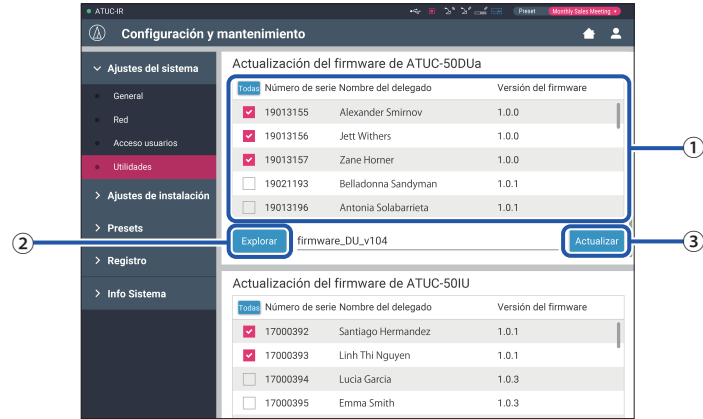 ATUC-IR
Preset Monthly Sales Meeting
Configuración y mantenimiento
Ajustes del sistema
General
Red
Acceso usuarios
Utilidades
Ajustes de instalación
Presets
Registro
Info Sistema
Actualización del firmware de ATUC-50DUa
Todas Número de serie Nombre del delegado Versión del firmware
19013155 Alexander Smirnov 1.0.0
19013156 Jett Withers 1.0.0
19013157 Zane Horner 1.0.0
19021193 Belladonna Sandyman 1.0.1
19013196 Antonia Solabarrieta 1.0.1
1
2
Explorar firmware_DU_v104 Actualizar
3
Actualización del firmware de ATUC-50IU
Todas Número de serie Nombre del delegado Versión del firmware
17000392 Santiago Hermandez 1.0.1
17000393 Linh Thi Nguyen 1.0.1
17000394 Lucia Garcia 1.0.3
17000395 Emma Smith 1.0.3